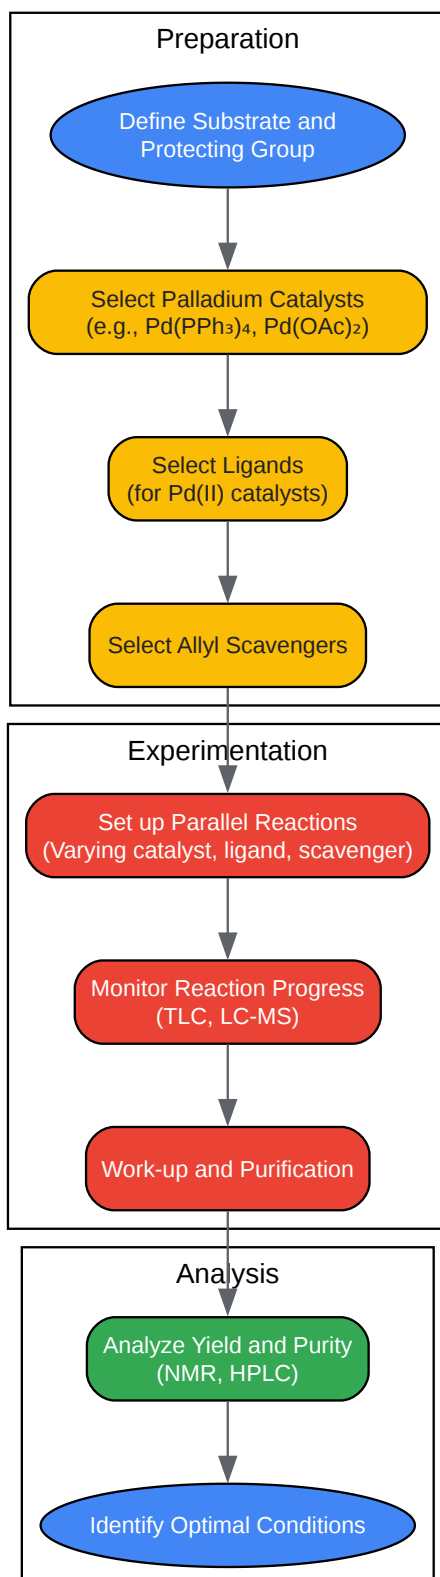 Preparation
Define Substrate and
Protecting Group
Select Palladium Catalysts
(e.g., Pd(PPh₃)₄, Pd(OAc)₂)
Select Ligands
(for Pd(II) catalysts)
Select Allyl Scavengers
Experimentation
Set up Parallel Reactions
(Varying catalyst, ligand, scavenger)
Monitor Reaction Progress
(TLC, LC-MS)
Work-up and Purification
Analysis
Analyze Yield and Purity
(NMR, HPLC)
Identify Optimal Conditions